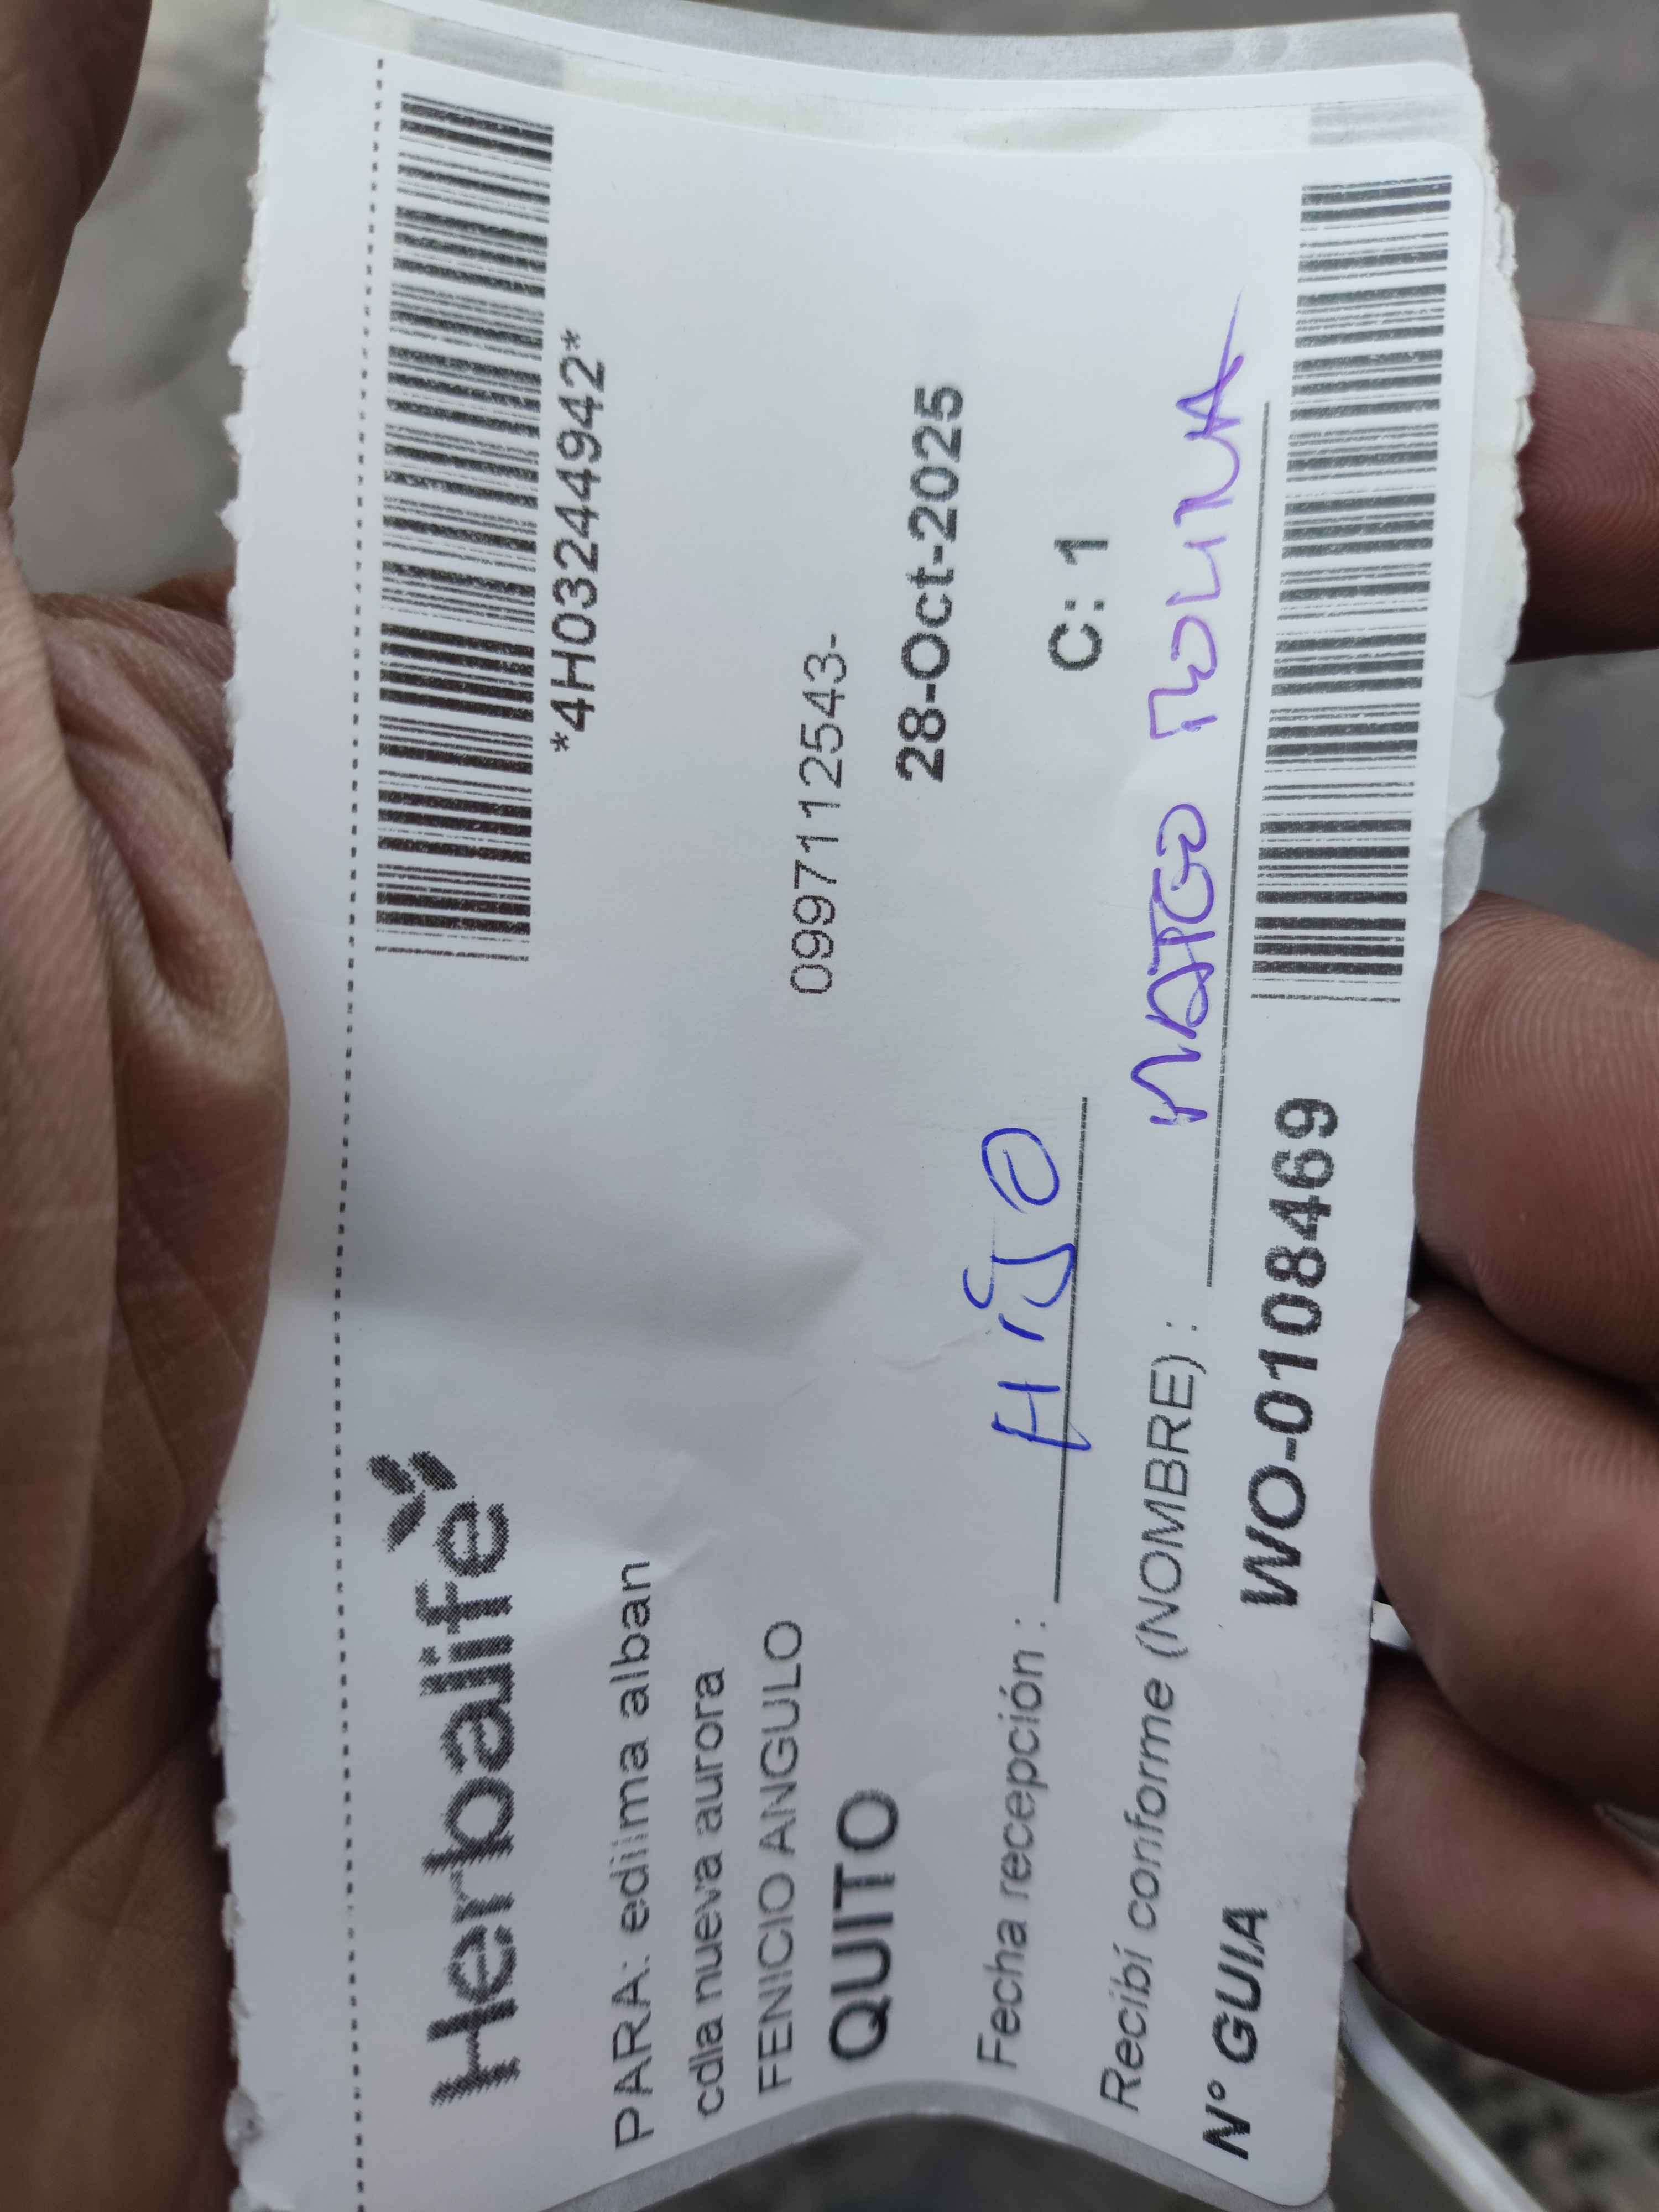 Herbalife
*4H03244942*
PARA: edilma alban
cdla nueva aurora
FENICIO ANGULO
0997112543-
QUITO
28-Oct-2025
Fecha recepción : HiJO
C: 1
Recibí conforme (NOMBRE) : MATEO MOLINA
N° GUIA WO-0108469